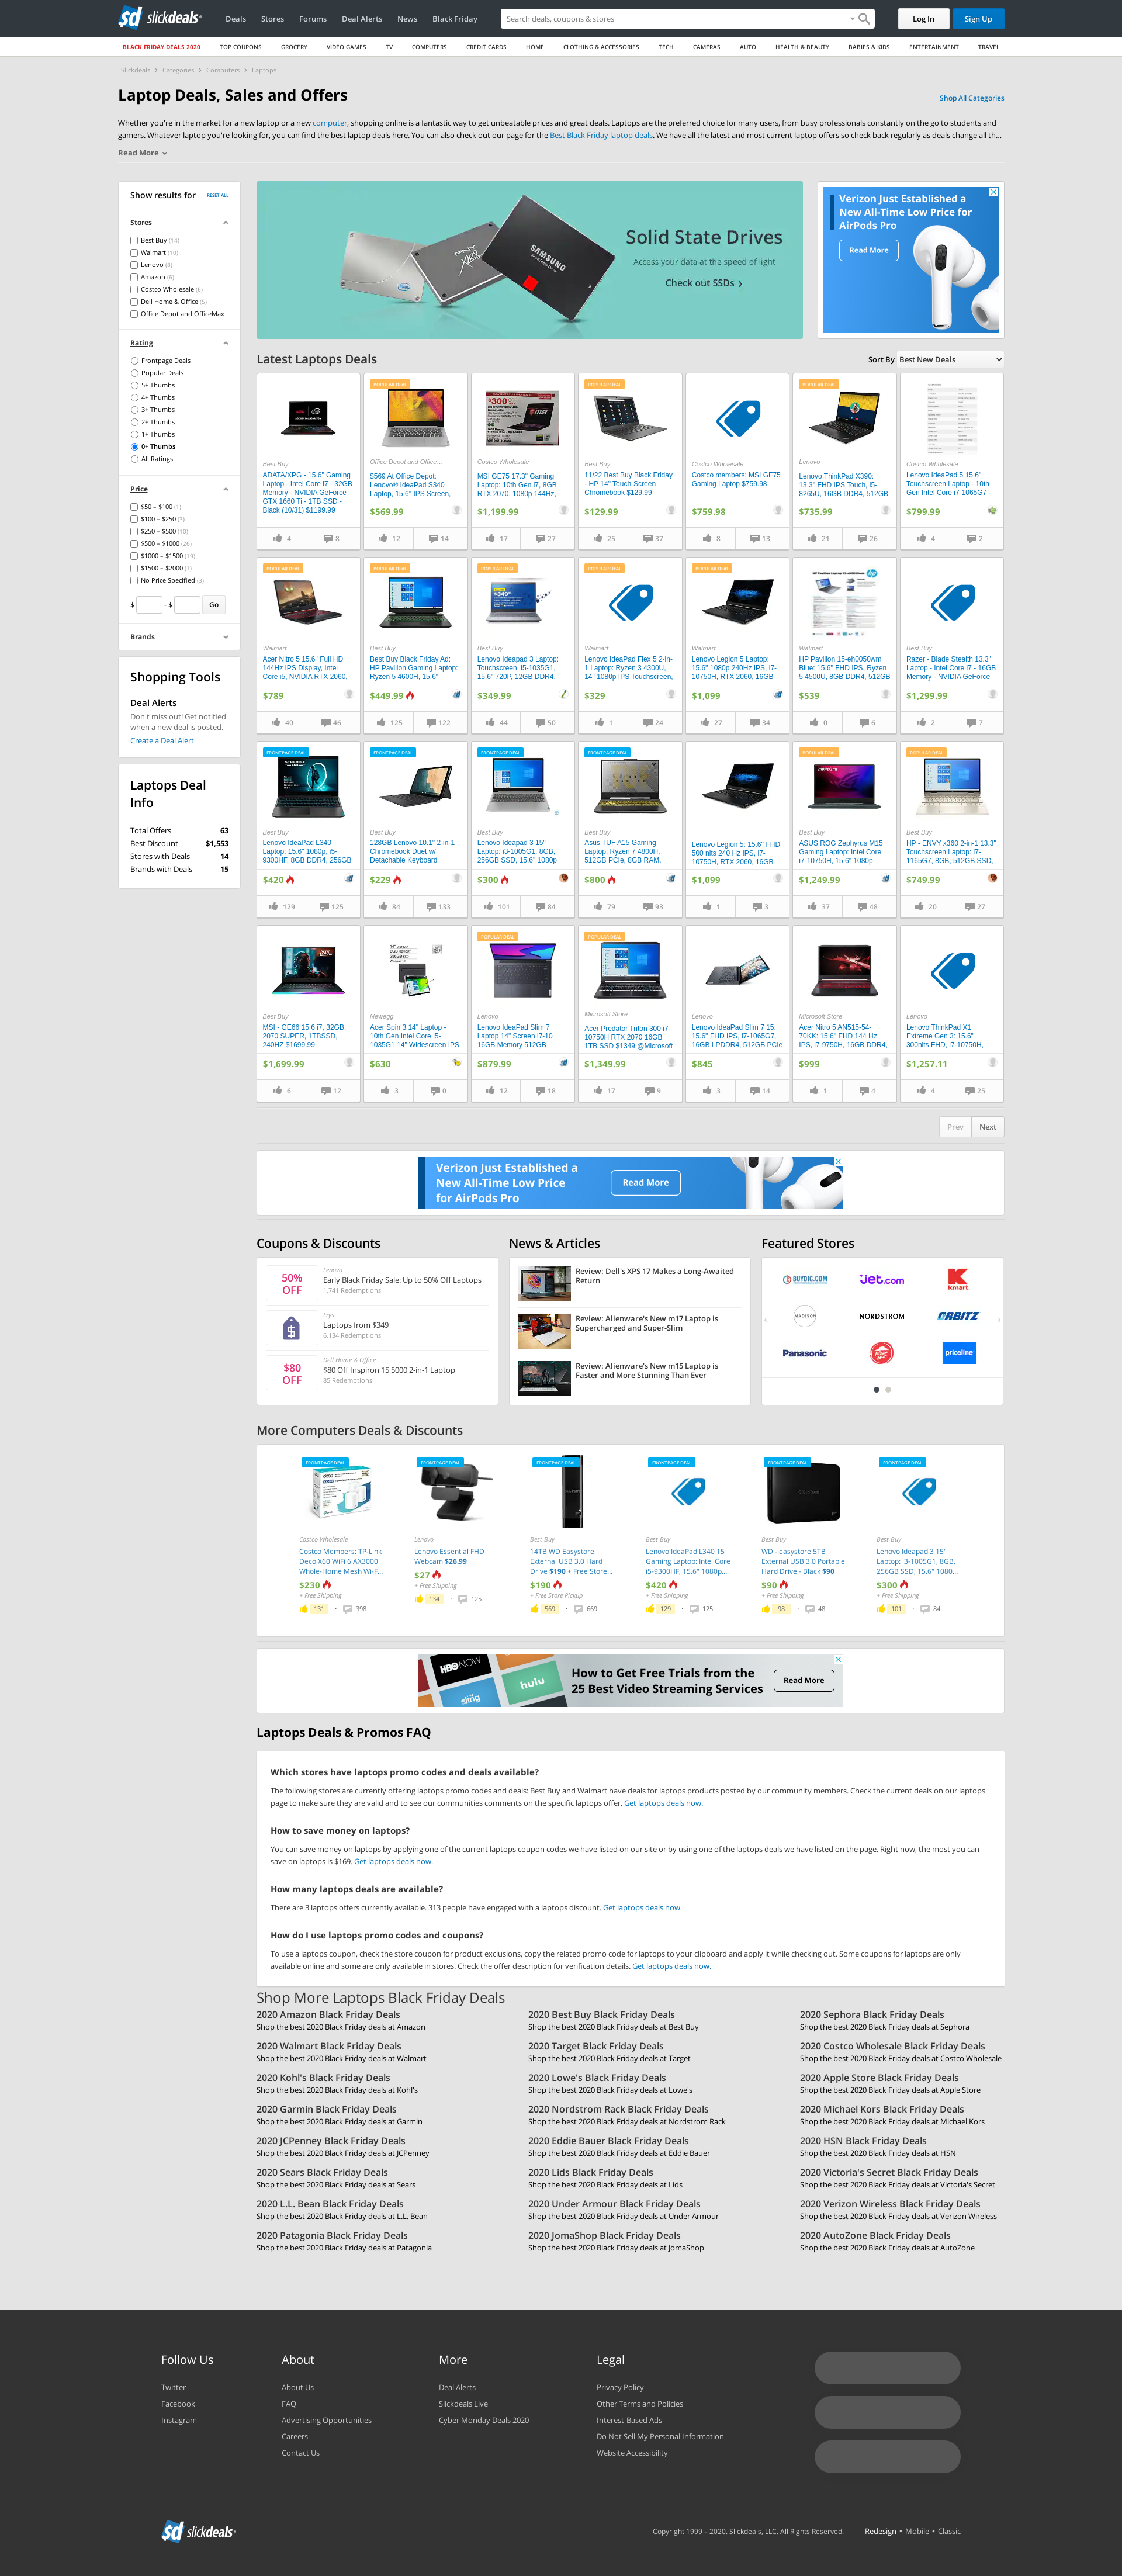 slickdeals
Deals
Stores
Forums
Deal Alerts
News
Black Friday
Search deals, coupons & stores
Log In
Sign Up
BLACK FRIDAY DEALS 2020
TOP COUPONS
GROCERY
VIDEO GAMES
TV
COMPUTERS
CREDIT CARDS
HOME
CLOTHING & ACCESSORIES
TECH
CAMERAS
AUTO
HEALTH & BEAUTY
BABIES & KIDS
ENTERTAINMENT
TRAVEL
Slickdeals > Categories > Computers > Laptops
Laptop Deals, Sales and Offers
Shop All Categories
Whether you're in the market for a new laptop or a new computer, shopping online is a fantastic way to get unbeatable prices and great deals. Laptops are the preferred choice for many users, from busy professionals constantly on the go to students and
gamers. Whatever laptop you're looking for, you can find the best laptop deals here. You can also check out our page for the Best Black Friday laptop deals. We have all the latest and most current laptop offers so check back regularly as deals change all th...
Read More
Show results for
RESET ALL
Stores
Best Buy (14)
Walmart (10)
Lenovo (8)
Amazon (6)
Costco Wholesale (6)
Dell Home & Office (5)
Office Depot and OfficeMax
Rating
Frontpage Deals
Popular Deals
5+ Thumbs
4+ Thumbs
3+ Thumbs
2+ Thumbs
1+ Thumbs
0+ Thumbs
All Ratings
Price
$50 – $100 (1)
$100 – $250 (3)
$250 – $500 (10)
$500 – $1000 (26)
$1000 – $1500 (19)
$1500 – $2000 (1)
No Price Specified (3)
$ - $ Go
Brands
Shopping Tools
Deal Alerts
Don't miss out! Get notified
when a new deal is posted.
Create a Deal Alert
Laptops Deal
Info
Total Offers 63
Best Discount $1,553
Stores with Deals 14
Brands with Deals 15
Solid State Drives
Access your data at the speed of light
Check out SSDs >
Verizon Just Established a
New All-Time Low Price for
AirPods Pro
Read More
Latest Laptops Deals
Sort By Best New Deals
Best Buy
ADATA/XPG - 15.6" Gaming
Laptop - Intel Core i7 - 32GB
Memory - NVIDIA GeForce
GTX 1660 Ti - 1TB SSD -
Black (10/31) $1199.99
4 8
POPULAR DEAL
Office Depot and Office...
$569 At Office Depot:
Lenovo® IdeaPad S340
Laptop, 15.6" IPS Screen,
$569.99
12 14
Costco Wholesale
MSI GE75 17.3" Gaming
Laptop: 10th Gen i7, 8GB
RTX 2070, 1080p 144Hz,
$1,199.99
17 27
POPULAR DEAL
Best Buy
11/22 Best Buy Black Friday
- HP 14" Touch-Screen
Chromebook $129.99
$129.99
25 37
Costco Wholesale
Costco members: MSI GF75
Gaming Laptop $759.98
$759.98
8 13
POPULAR DEAL
Lenovo
Lenovo ThinkPad X390:
13.3" FHD IPS Touch, i5-
8265U, 16GB DDR4, 512GB
$735.99
21 26
Costco Wholesale
Lenovo IdeaPad 5 15.6"
Touchscreen Laptop - 10th
Gen Intel Core i7-1065G7 -
$799.99
4 2
POPULAR DEAL
Walmart
Acer Nitro 5 15.6" Full HD
144Hz IPS Display, Intel
Core i5, NVIDIA RTX 2060,
$789
40 46
POPULAR DEAL
Best Buy
Best Buy Black Friday Ad:
HP Pavilion Gaming Laptop:
Ryzen 5 4600H, 15.6"
$449.99
125 122
POPULAR DEAL
Best Buy
Lenovo Ideapad 3 Laptop:
Touchscreen, i5-1035G1,
15.6" 720P, 12GB DDR4,
$349.99
44 50
POPULAR DEAL
Walmart
Lenovo IdeaPad Flex 5 2-in-
1 Laptop: Ryzen 3 4300U,
14" 1080p IPS Touchscreen,
$329
1 24
POPULAR DEAL
Walmart
Lenovo Legion 5 Laptop:
15.6" 1080p 240Hz IPS, i7-
10750H, RTX 2060, 16GB
$1,099
27 34
Walmart
HP Pavilion 15-eh0050wm
Blue: 15.6" FHD IPS, Ryzen
5 4500U, 8GB DDR4, 512GB
$539
0 6
Best Buy
Razer - Blade Stealth 13.3"
Laptop - Intel Core i7 - 16GB
Memory - NVIDIA GeForce
$1,299.99
2 7
FRONTPAGE DEAL
Best Buy
Lenovo IdeaPad L340
Laptop: 15.6" 1080p, i5-
9300HF, 8GB DDR4, 256GB
$420
129 125
FRONTPAGE DEAL
Best Buy
128GB Lenovo 10.1" 2-in-1
Chromebook Duet w/
Detachable Keyboard
$229
84 133
FRONTPAGE DEAL
Best Buy
Lenovo Ideapad 3 15"
Laptop: i3-1005G1, 8GB,
256GB SSD, 15.6" 1080p
$300
101 84
FRONTPAGE DEAL
Best Buy
Asus TUF A15 Gaming
Laptop: Ryzen 7 4800H,
512GB PCIe, 8GB RAM,
$800
79 93
Lenovo Legion 5: 15.6" FHD
500 nits 240 Hz IPS, i7-
10750H, RTX 2060, 16GB
$1,099
1 3
POPULAR DEAL
Best Buy
ASUS ROG Zephyrus M15
Gaming Laptop: Intel Core
i7-10750H, 15.6" 1080p
$1,249.99
37 48
POPULAR DEAL
Best Buy
HP - ENVY x360 2-in-1 13.3"
Touchscreen Laptop: i7-
1165G7, 8GB, 512GB SSD,
$749.99
20 27
Best Buy
MSI - GE66 15.6 i7, 32GB,
2070 SUPER, 1TBSSD,
240HZ $1699.99
$1,699.99
6 12
Newegg
Acer Spin 3 14" Laptop -
10th Gen Intel Core i5-
1035G1 14" Widescreen IPS
$630
3 0
POPULAR DEAL
Lenovo
Lenovo IdeaPad Slim 7
Laptop 14" Screen i7-10
16GB Memory 512GB
$879.99
12 18
POPULAR DEAL
Microsoft Store
Acer Predator Triton 300 i7-
10750H RTX 2070 16GB
1TB SSD $1349 @Microsoft
$1,349.99
17 9
Lenovo
Lenovo IdeaPad Slim 7 15:
15.6" FHD IPS, i7-1065G7,
16GB LPDDR4, 512GB PCIe
$845
3 14
Microsoft Store
Acer Nitro 5 AN515-54-
70KK: 15.6" FHD 144 Hz
IPS, i7-9750H, 16GB DDR4,
$999
1 4
Lenovo
Lenovo ThinkPad X1
Extreme Gen 3: 15.6"
300nits FHD, i7-10750H,
$1,257.11
4 25
Prev Next
Verizon Just Established a
New All-Time Low Price
for AirPods Pro
Read More
Coupons & Discounts
50%
OFF
Lenovo
Early Black Friday Sale: Up to 50% Off Laptops
1,741 Redemptions
Frys
Laptops from $349
6,134 Redemptions
$80
OFF
Dell Home & Office
$80 Off Inspiron 15 5000 2-in-1 Laptop
85 Redemptions
News & Articles
Review: Dell's XPS 17 Makes a Long-Awaited
Return
Review: Alienware's New m17 Laptop is
Supercharged and Super-Slim
Review: Alienware's New m15 Laptop is
Faster and More Stunning Than Ever
Featured Stores
BUYDIG.COM
jet.com
kmart
MADISON
NORDSTROM
ORBITZ
Panasonic
priceline
More Computers Deals & Discounts
FRONTPAGE DEAL
Costco Wholesale
Costco Members: TP-Link
Deco X60 WiFi 6 AX3000
Whole-Home Mesh Wi-F...
$230
+ Free Shipping
131 · 398
FRONTPAGE DEAL
Lenovo
Lenovo Essential FHD
Webcam $26.99
$27
+ Free Shipping
134 · 125
FRONTPAGE DEAL
Best Buy
14TB WD Easystore
External USB 3.0 Hard
Drive $190 + Free Store...
$190
+ Free Store Pickup
569 · 669
FRONTPAGE DEAL
Best Buy
Lenovo IdeaPad L340 15
Gaming Laptop: Intel Core
i5-9300HF, 15.6" 1080p...
$420
+ Free Shipping
129 · 125
FRONTPAGE DEAL
Best Buy
WD - easystore 5TB
External USB 3.0 Portable
Hard Drive - Black $90
$90
+ Free Shipping
98 · 48
FRONTPAGE DEAL
Best Buy
Lenovo Ideapad 3 15"
Laptop: i3-1005G1, 8GB,
256GB SSD, 15.6" 1080...
$300
+ Free Shipping
101 · 84
HBO NOW
sling
hulu
How to Get Free Trials from the
25 Best Video Streaming Services
Read More
Laptops Deals & Promos FAQ
Which stores have laptops promo codes and deals available?
The following stores are currently offering laptops promo codes and deals: Best Buy and Walmart have deals for laptops products posted by our community members. Check the current deals on our laptops
page to make sure they are valid and to see our communities comments on the specific laptops offer. Get laptops deals now.
How to save money on laptops?
You can save money on laptops by applying one of the current laptops coupon codes we have listed on our site or by using one of the laptops deals we have listed on the page. Right now, the most you can
save on laptops is $169. Get laptops deals now.
How many laptops deals are available?
There are 3 laptops offers currently available. 313 people have engaged with a laptops discount. Get laptops deals now.
How do I use laptops promo codes and coupons?
To use a laptops coupon, check the store coupon for product exclusions, copy the related promo code for laptops to your clipboard and apply it while checking out. Some coupons for laptops are only
available online and some are only available in stores. Check the offer description for verification details. Get laptops deals now.
Shop More Laptops Black Friday Deals
2020 Amazon Black Friday Deals
Shop the best 2020 Black Friday deals at Amazon
2020 Best Buy Black Friday Deals
Shop the best 2020 Black Friday deals at Best Buy
2020 Sephora Black Friday Deals
Shop the best 2020 Black Friday deals at Sephora
2020 Walmart Black Friday Deals
Shop the best 2020 Black Friday deals at Walmart
2020 Target Black Friday Deals
Shop the best 2020 Black Friday deals at Target
2020 Costco Wholesale Black Friday Deals
Shop the best 2020 Black Friday deals at Costco Wholesale
2020 Kohl's Black Friday Deals
Shop the best 2020 Black Friday deals at Kohl's
2020 Lowe's Black Friday Deals
Shop the best 2020 Black Friday deals at Lowe's
2020 Apple Store Black Friday Deals
Shop the best 2020 Black Friday deals at Apple Store
2020 Garmin Black Friday Deals
Shop the best 2020 Black Friday deals at Garmin
2020 Nordstrom Rack Black Friday Deals
Shop the best 2020 Black Friday deals at Nordstrom Rack
2020 Michael Kors Black Friday Deals
Shop the best 2020 Black Friday deals at Michael Kors
2020 JCPenney Black Friday Deals
Shop the best 2020 Black Friday deals at JCPenney
2020 Eddie Bauer Black Friday Deals
Shop the best 2020 Black Friday deals at Eddie Bauer
2020 HSN Black Friday Deals
Shop the best 2020 Black Friday deals at HSN
2020 Sears Black Friday Deals
Shop the best 2020 Black Friday deals at Sears
2020 Lids Black Friday Deals
Shop the best 2020 Black Friday deals at Lids
2020 Victoria's Secret Black Friday Deals
Shop the best 2020 Black Friday deals at Victoria's Secret
2020 L.L. Bean Black Friday Deals
Shop the best 2020 Black Friday deals at L.L. Bean
2020 Under Armour Black Friday Deals
Shop the best 2020 Black Friday deals at Under Armour
2020 Verizon Wireless Black Friday Deals
Shop the best 2020 Black Friday deals at Verizon Wireless
2020 Patagonia Black Friday Deals
Shop the best 2020 Black Friday deals at Patagonia
2020 JomaShop Black Friday Deals
Shop the best 2020 Black Friday deals at JomaShop
2020 AutoZone Black Friday Deals
Shop the best 2020 Black Friday deals at AutoZone
Follow Us
Twitter
Facebook
Instagram
About
About Us
FAQ
Advertising Opportunities
Careers
Contact Us
More
Deal Alerts
Slickdeals Live
Cyber Monday Deals 2020
Legal
Privacy Policy
Other Terms and Policies
Interest-Based Ads
Do Not Sell My Personal Information
Website Accessibility
slickdeals
Copyright 1999 – 2020. Slickdeals, LLC. All Rights Reserved.
Redesign • Mobile • Classic